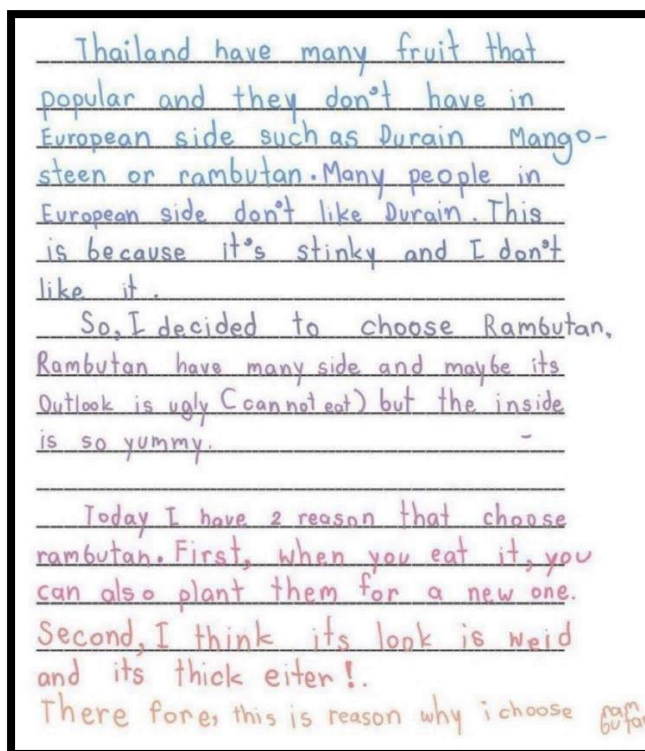 Thailand have many fruit that
popular and they don't have in
European side such as Durain Mango-
steen or rambutan. Many people in
European side don't like Durain. This
is because it's stinky and I don't
like it.
So, I decided to choose Rambutan,
Rambutan have many side and maybe its
Outlook is ugly (can not eat) but the inside
is so yummy.
Today I have 2 reason that choose
rambutan. First, when you eat it, you
can also plant them for a new one.
Second, I think its look is weid
and its thick eiter!.
There fore, this is reason why i choose ram
butan